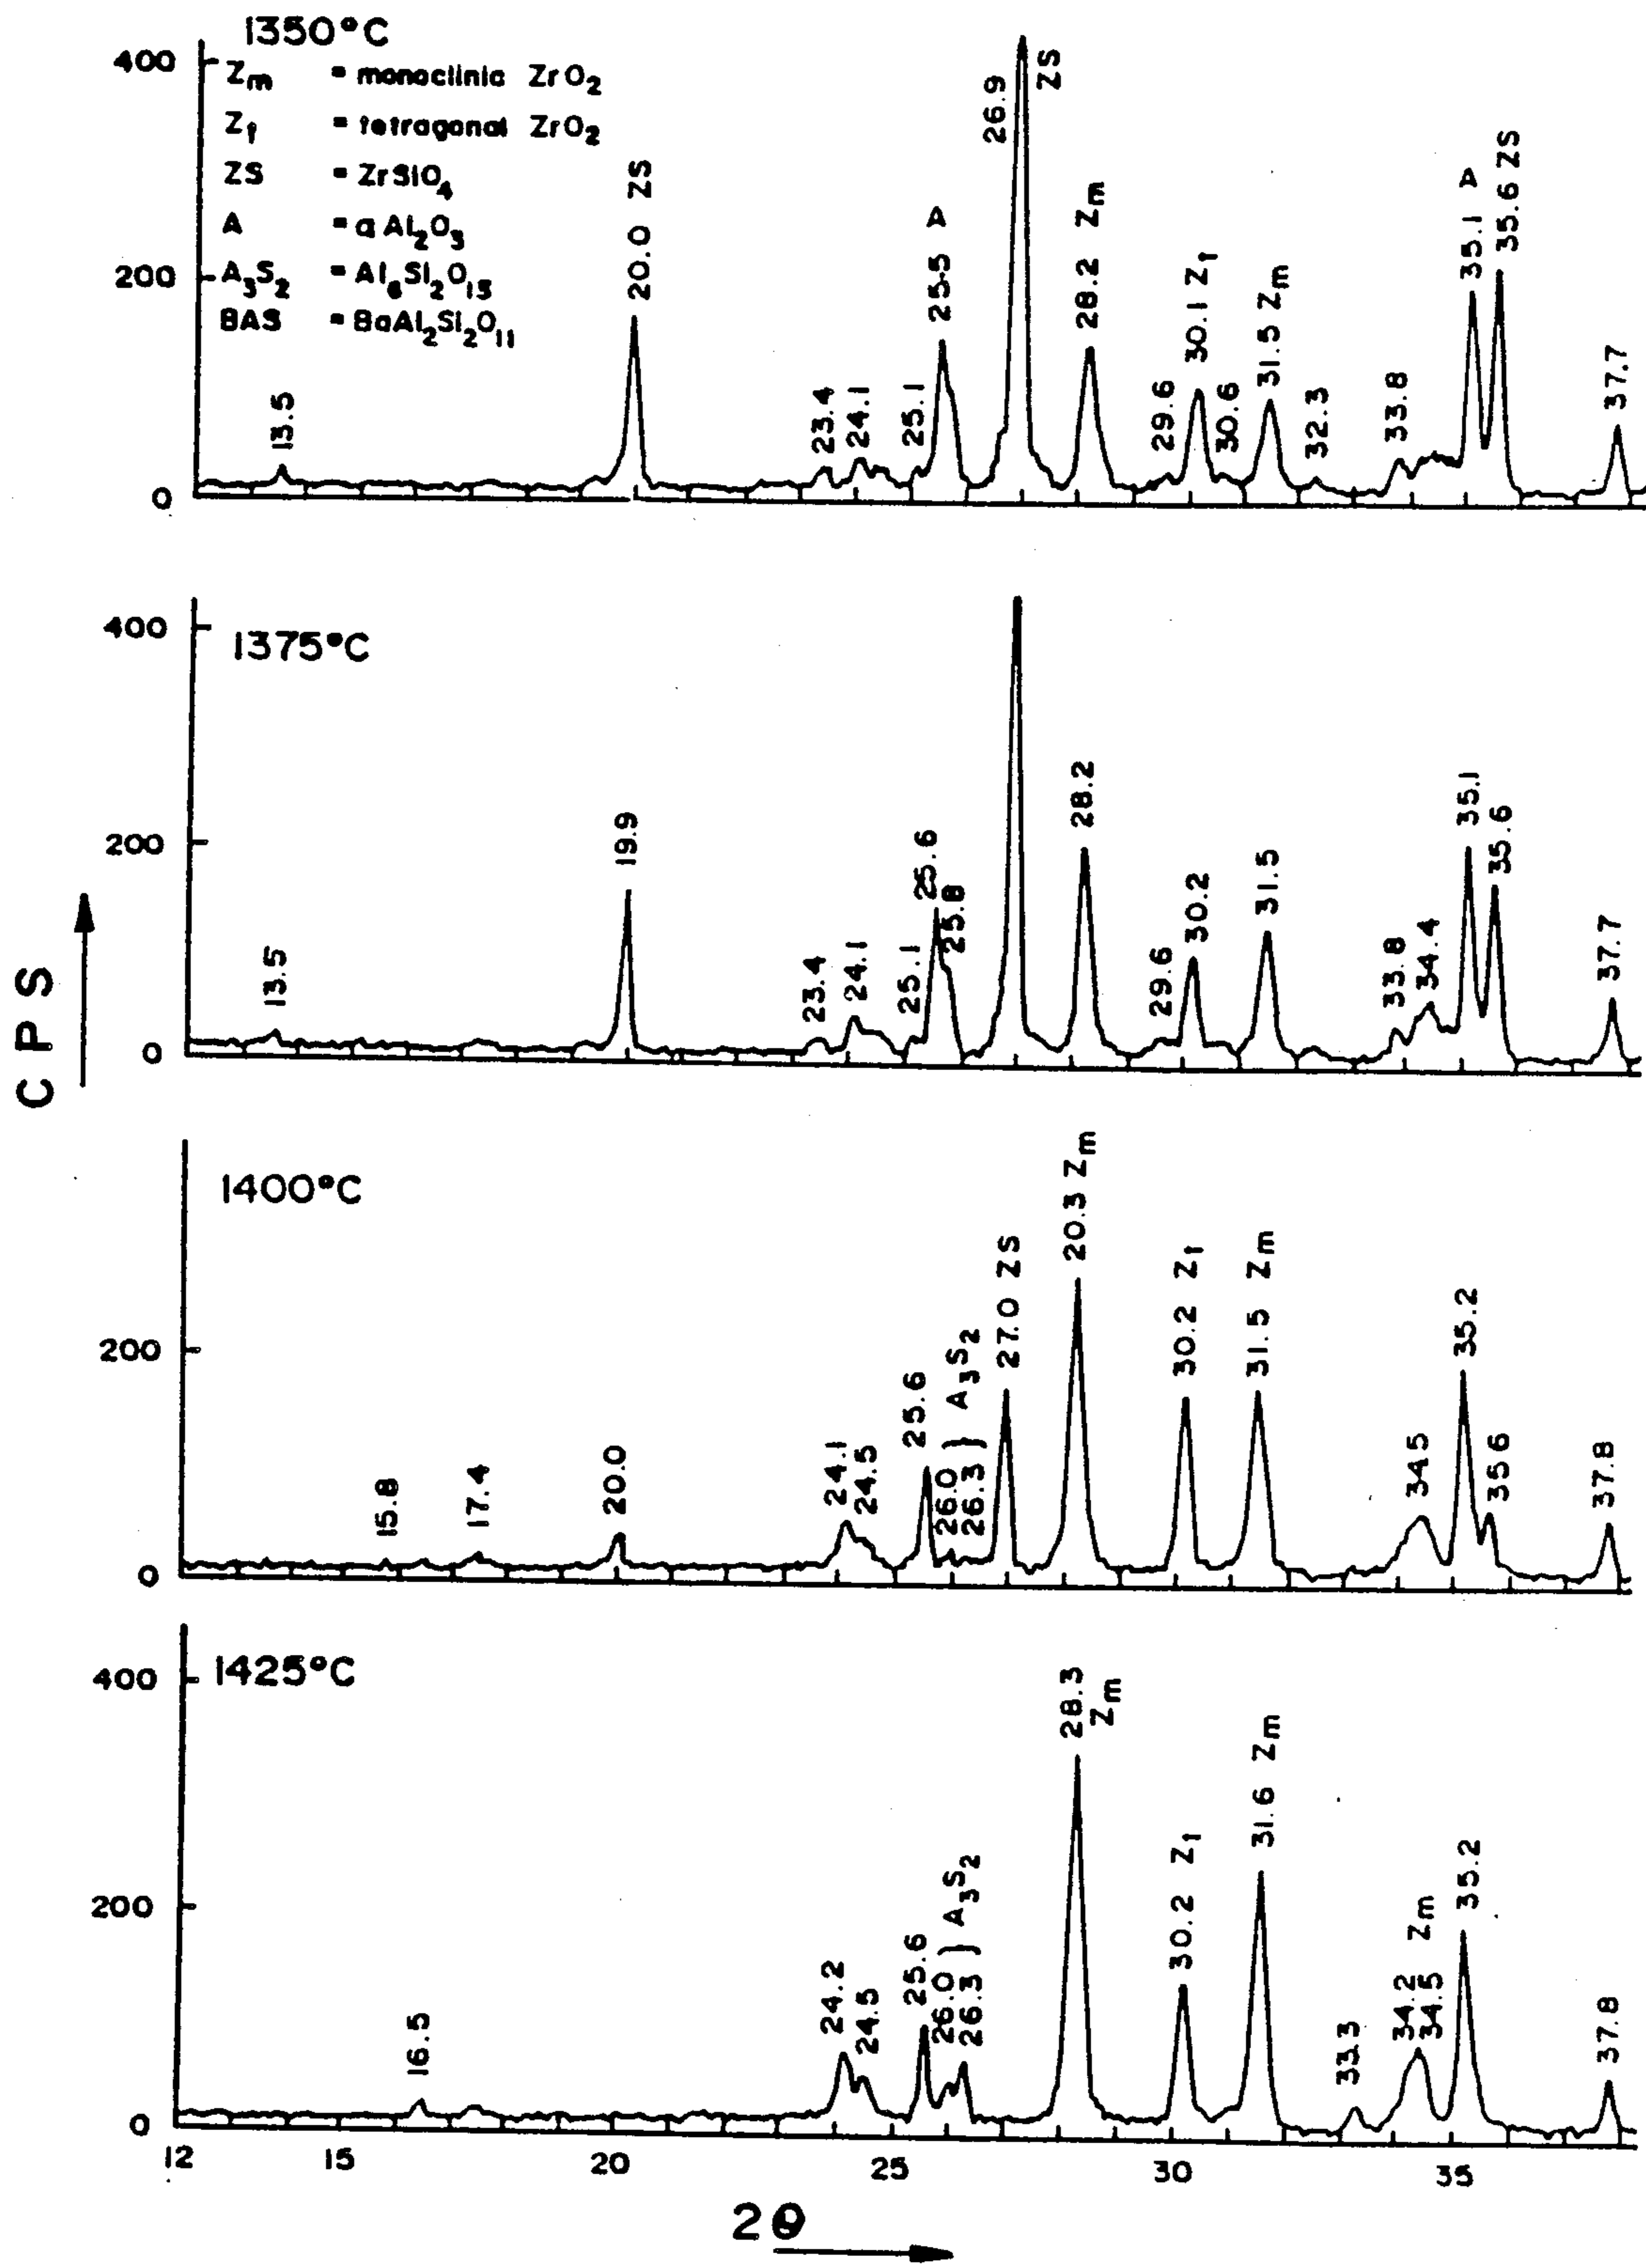 1350°C
400
Zm = monoclinic ZrO2
Zt = tetragonal ZrO2
ZS = ZrSiO4
A = α Al2O3
200
A3S2 = Al6Si2O13
BAS = BaAl2Si2O11
0
13.5
20.0 ZS
23.4
24.1
25.1
25.5 A
26.9 ZS
28.2 Zm
29.6
30.1 Zt
30.6
31.5 Zm
32.3
33.8
35.1 A
35.6 ZS
37.7
400
1375°C
200
0
13.5
19.9
23.4
24.1
25.1
25.6
25.8
28.2
29.6
30.2
31.5
33.8
34.4
35.1
35.6
37.7
CPS
1400°C
200
0
15.8
17.4
20.0
24.1
24.5
25.6
26.0 } A3S2
26.3
27.0 ZS
20.3 Zm
30.2 Zt
31.5 Zm
34.5
35.2
35.6
37.8
400
1425°C
200
0
16.5
24.2
24.5
25.6
26.0 } A3S2
26.3
28.3
Zm
30.2 Zt
31.6 Zm
33.3
34.2 Zm
34.5
35.2
37.8
12 15 20 25 30 35
2Θ